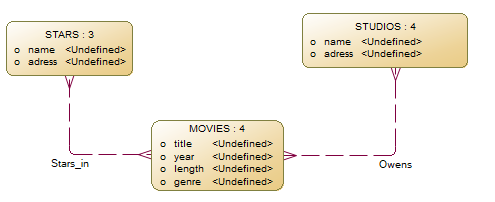 STARS : 3
o name <Undefined>
o adress <Undefined>
STUDIOS : 4
o name <Undefined>
o adress <Undefined>
MOVIES : 4
o title <Undefined>
o year <Undefined>
o length <Undefined>
o genre <Undefined>
Stars_in
Owens